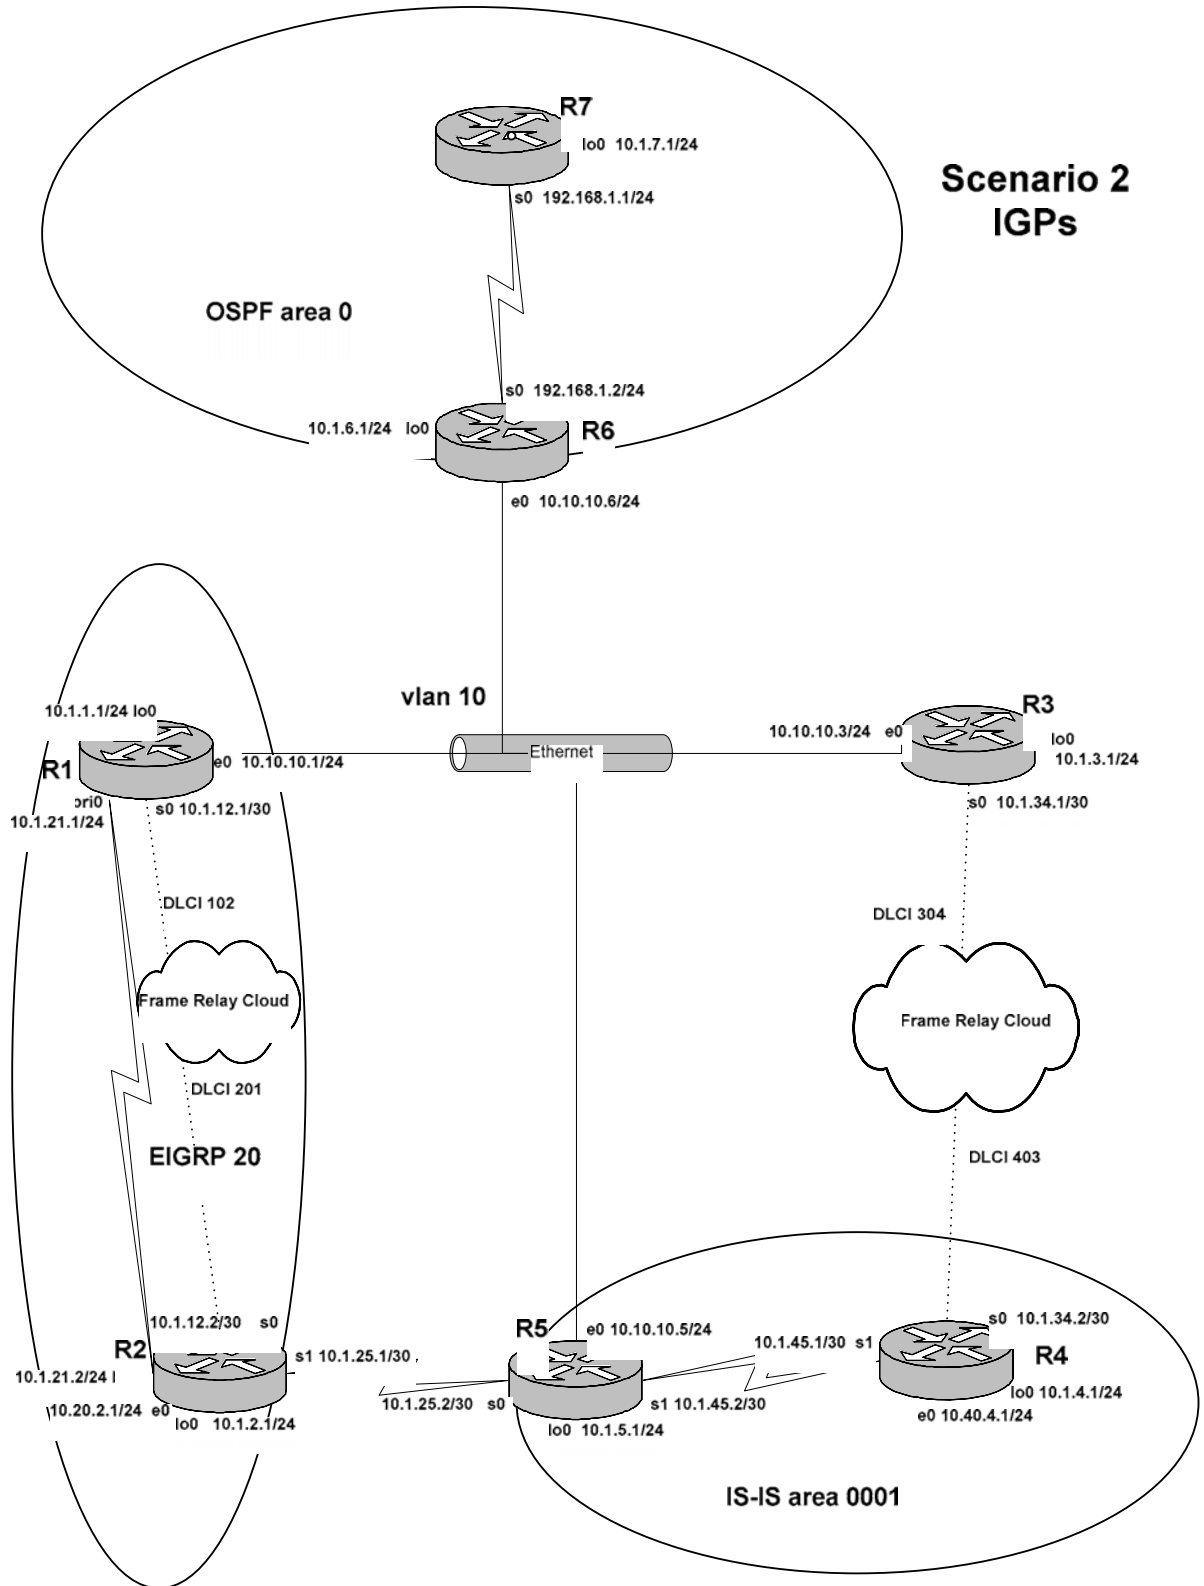 R7
lo0 10.1.7.1/24
Scenario 2
IGPs
s0 192.168.1.1/24
OSPF area 0
s0 192.168.1.2/24
10.1.6.1/24 lo0
R6
e0 10.10.10.6/24
vlan 10
10.1.1.1/24 lo0
R3
10.10.10.3/24 e0
lo0
10.1.3.1/24
Ethernet
R1
e0 10.10.10.1/24
bri0
10.1.21.1/24
s0 10.1.12.1/30
s0 10.1.34.1/30
DLCI 102
DLCI 304
Frame Relay Cloud
Frame Relay Cloud
DLCI 201
EIGRP 20
DLCI 403
10.1.12.2/30 s0
R2
s1 10.1.25.1/30
R5
e0 10.10.10.5/24
10.1.45.1/30 s1
s0 10.1.34.2/30
R4
10.1.21.2/24
10.20.2.1/24 e0
lo0 10.1.2.1/24
10.1.25.2/30 s0
s1 10.1.45.2/30
lo0 10.1.5.1/24
lo0 10.1.4.1/24
e0 10.40.4.1/24
IS-IS area 0001